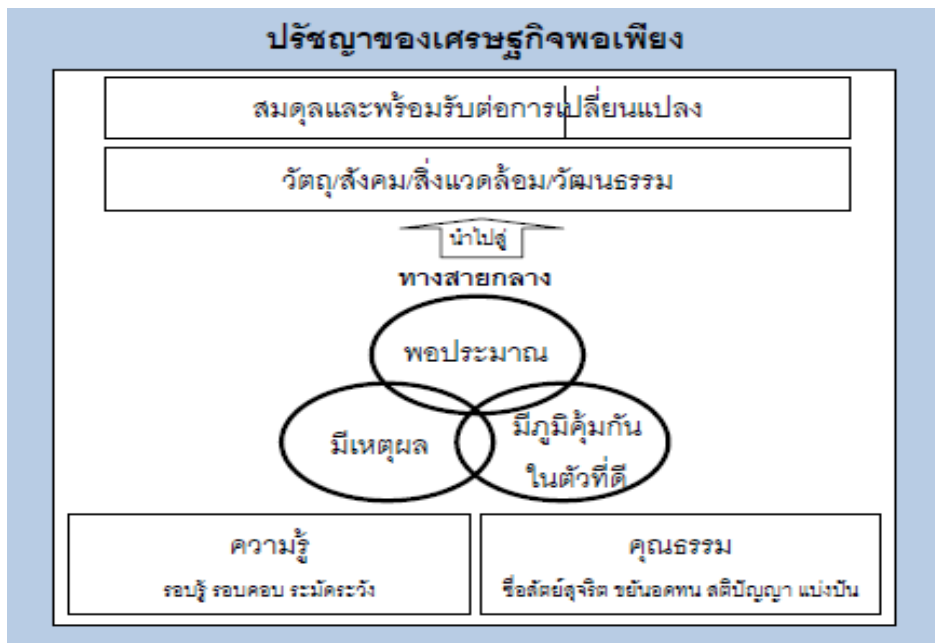 ปรัชญาของเศรษฐกิจพอเพียง
สมดุลและพร้อมรับต่อการเปลี่ยนแปลง
วัตถุ/สังคม/สิ่งแวดล้อม/วัฒนธรรม
นำไปสู่
ทางสายกลาง
พอประมาณ
มีเหตุผล
มีภูมิคุ้มกัน
ในตัวที่ดี
ความรู้
รอบรู้ รอบคอบ ระมัดระวัง
คุณธรรม
ซื่อสัตย์สุจริต ขยันอดทน สติปัญญา แบ่งปัน